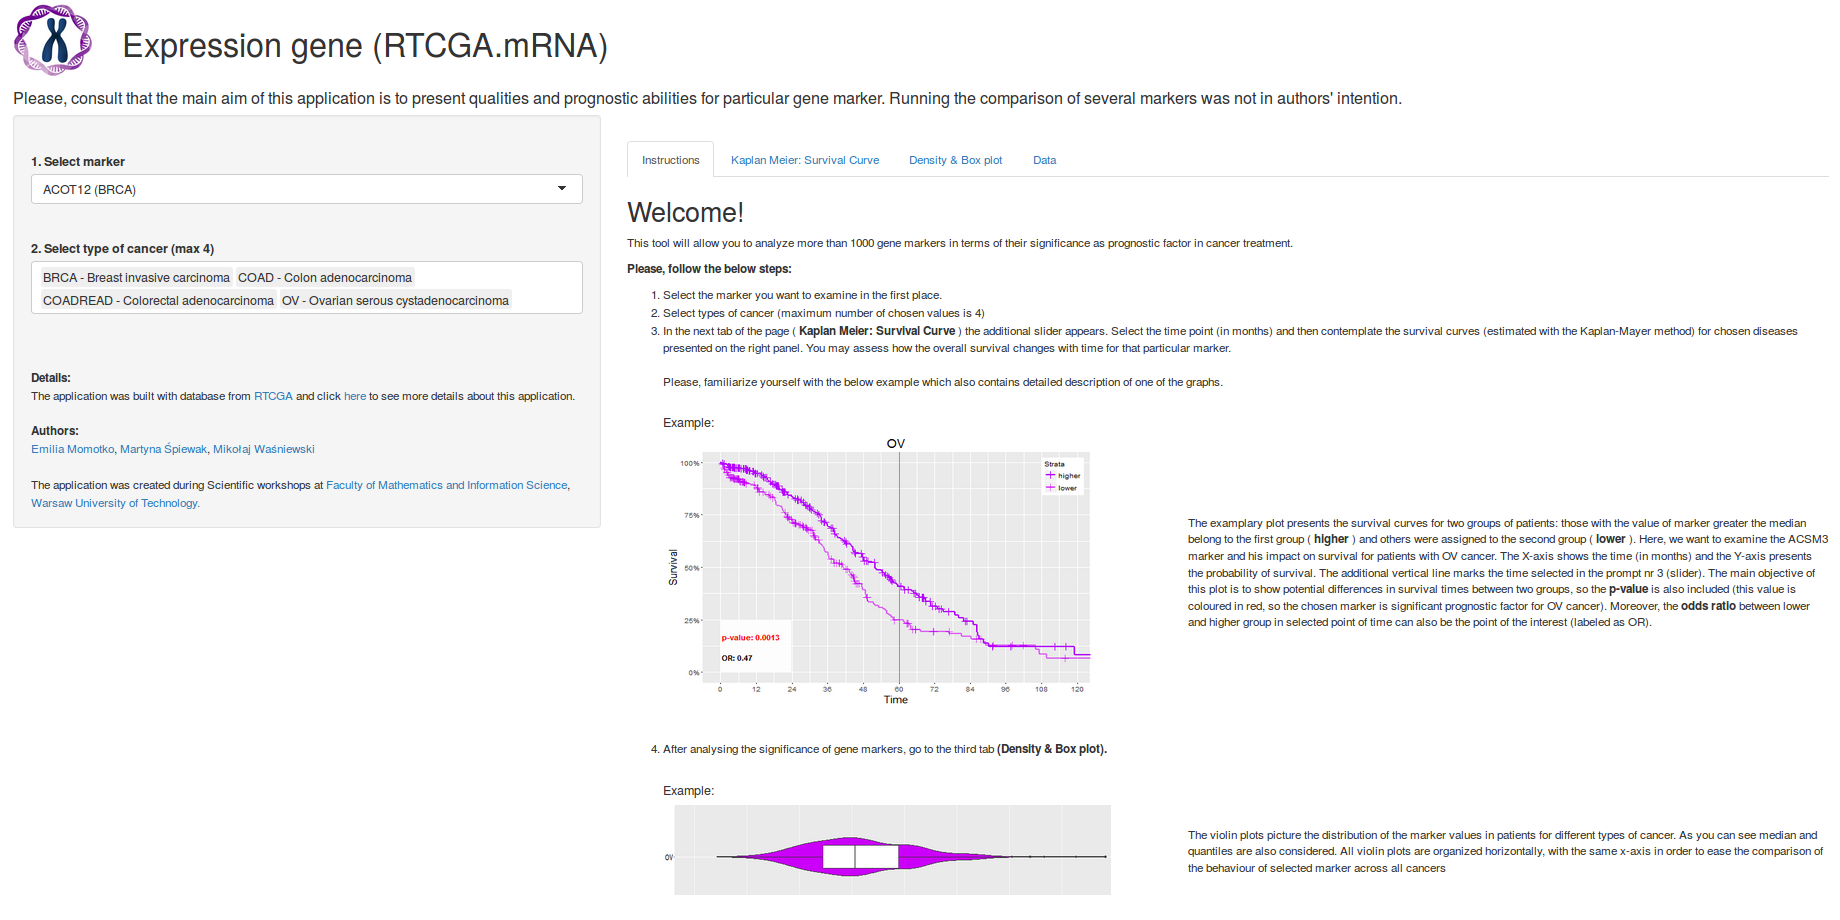 Expression gene (RTCGA.mRNA)
Please, consult that the main aim of this application is to present qualities and prognostic abilities for particular gene marker. Running the comparison of several markers was not in authors' intention.
1. Select marker
ACOT12 (BRCA)
2. Select type of cancer (max 4)
BRCA - Breast invasive carcinoma COAD - Colon adenocarcinoma
COADREAD - Colorectal adenocarcinoma OV - Ovarian serous cystadenocarcinoma
Details:
The application was built with database from RTCGA and click here to see more details about this application.
Authors:
Emilia Momotko, Martyna Śpiewak, Mikołaj Waśniewski
The application was created during Scientific workshops at Faculty of Mathematics and Information Science,
Warsaw University of Technology.
Instructions Kaplan Meier: Survival Curve Density & Box plot Data
Welcome!
This tool will allow you to analyze more than 1000 gene markers in terms of their significance as prognostic factor in cancer treatment.
Please, follow the below steps:
1. Select the marker you want to examine in the first place.
2. Select types of cancer (maximum number of chosen values is 4)
3. In the next tab of the page ( Kaplan Meier: Survival Curve ) the additional slider appears. Select the time point (in months) and then contemplate the survival curves (estimated with the Kaplan-Mayer method) for chosen diseases
presented on the right panel. You may assess how the overall survival changes with time for that particular marker.
Please, familiarize yourself with the below example which also contains detailed description of one of the graphs.
Example:
OV
Strata
higher
lower
100%
75%
50%
25%
0%
Survival
p-value: 0.0013
OR: 0.47
0 12 24 36 48 60 72 84 96 108 120
Time
The examplary plot presents the survival curves for two groups of patients: those with the value of marker greater the median
belong to the first group ( higher ) and others were assigned to the second group ( lower ). Here, we want to examine the ACSM3
marker and his impact on survival for patients with OV cancer. The X-axis shows the time (in months) and the Y-axis presents
the probability of survival. The additional vertical line marks the time selected in the prompt nr 3 (slider). The main objective of
this plot is to show potential differences in survival times between two groups, so the p-value is also included (this value is
coloured in red, so the chosen marker is significant prognostic factor for OV cancer). Moreover, the odds ratio between lower
and higher group in selected point of time can also be the point of the interest (labeled as OR).
4. After analysing the significance of gene markers, go to the third tab (Density & Box plot).
Example:
OV
The violin plots picture the distribution of the marker values in patients for different types of cancer. As you can see median and
quantiles are also considered. All violin plots are organized horizontally, with the same x-axis in order to ease the comparison of
the behaviour of selected marker across all cancers